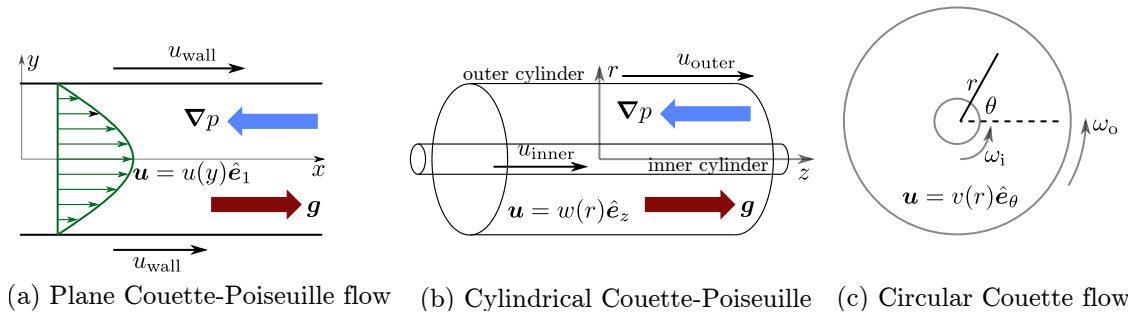 y
u_wall
∇p
x
u = u(y)ê₁
g
u_wall
(a) Plane Couette-Poiseuille flow
r
u_outer
outer cylinder
∇p
u_inner
inner cylinder
z
u = w(r)ê_z
g
(b) Cylindrical Couette-Poiseuille
r
θ
ω_o
ω_i
u = v(r)ê_θ
(c) Circular Couette flow